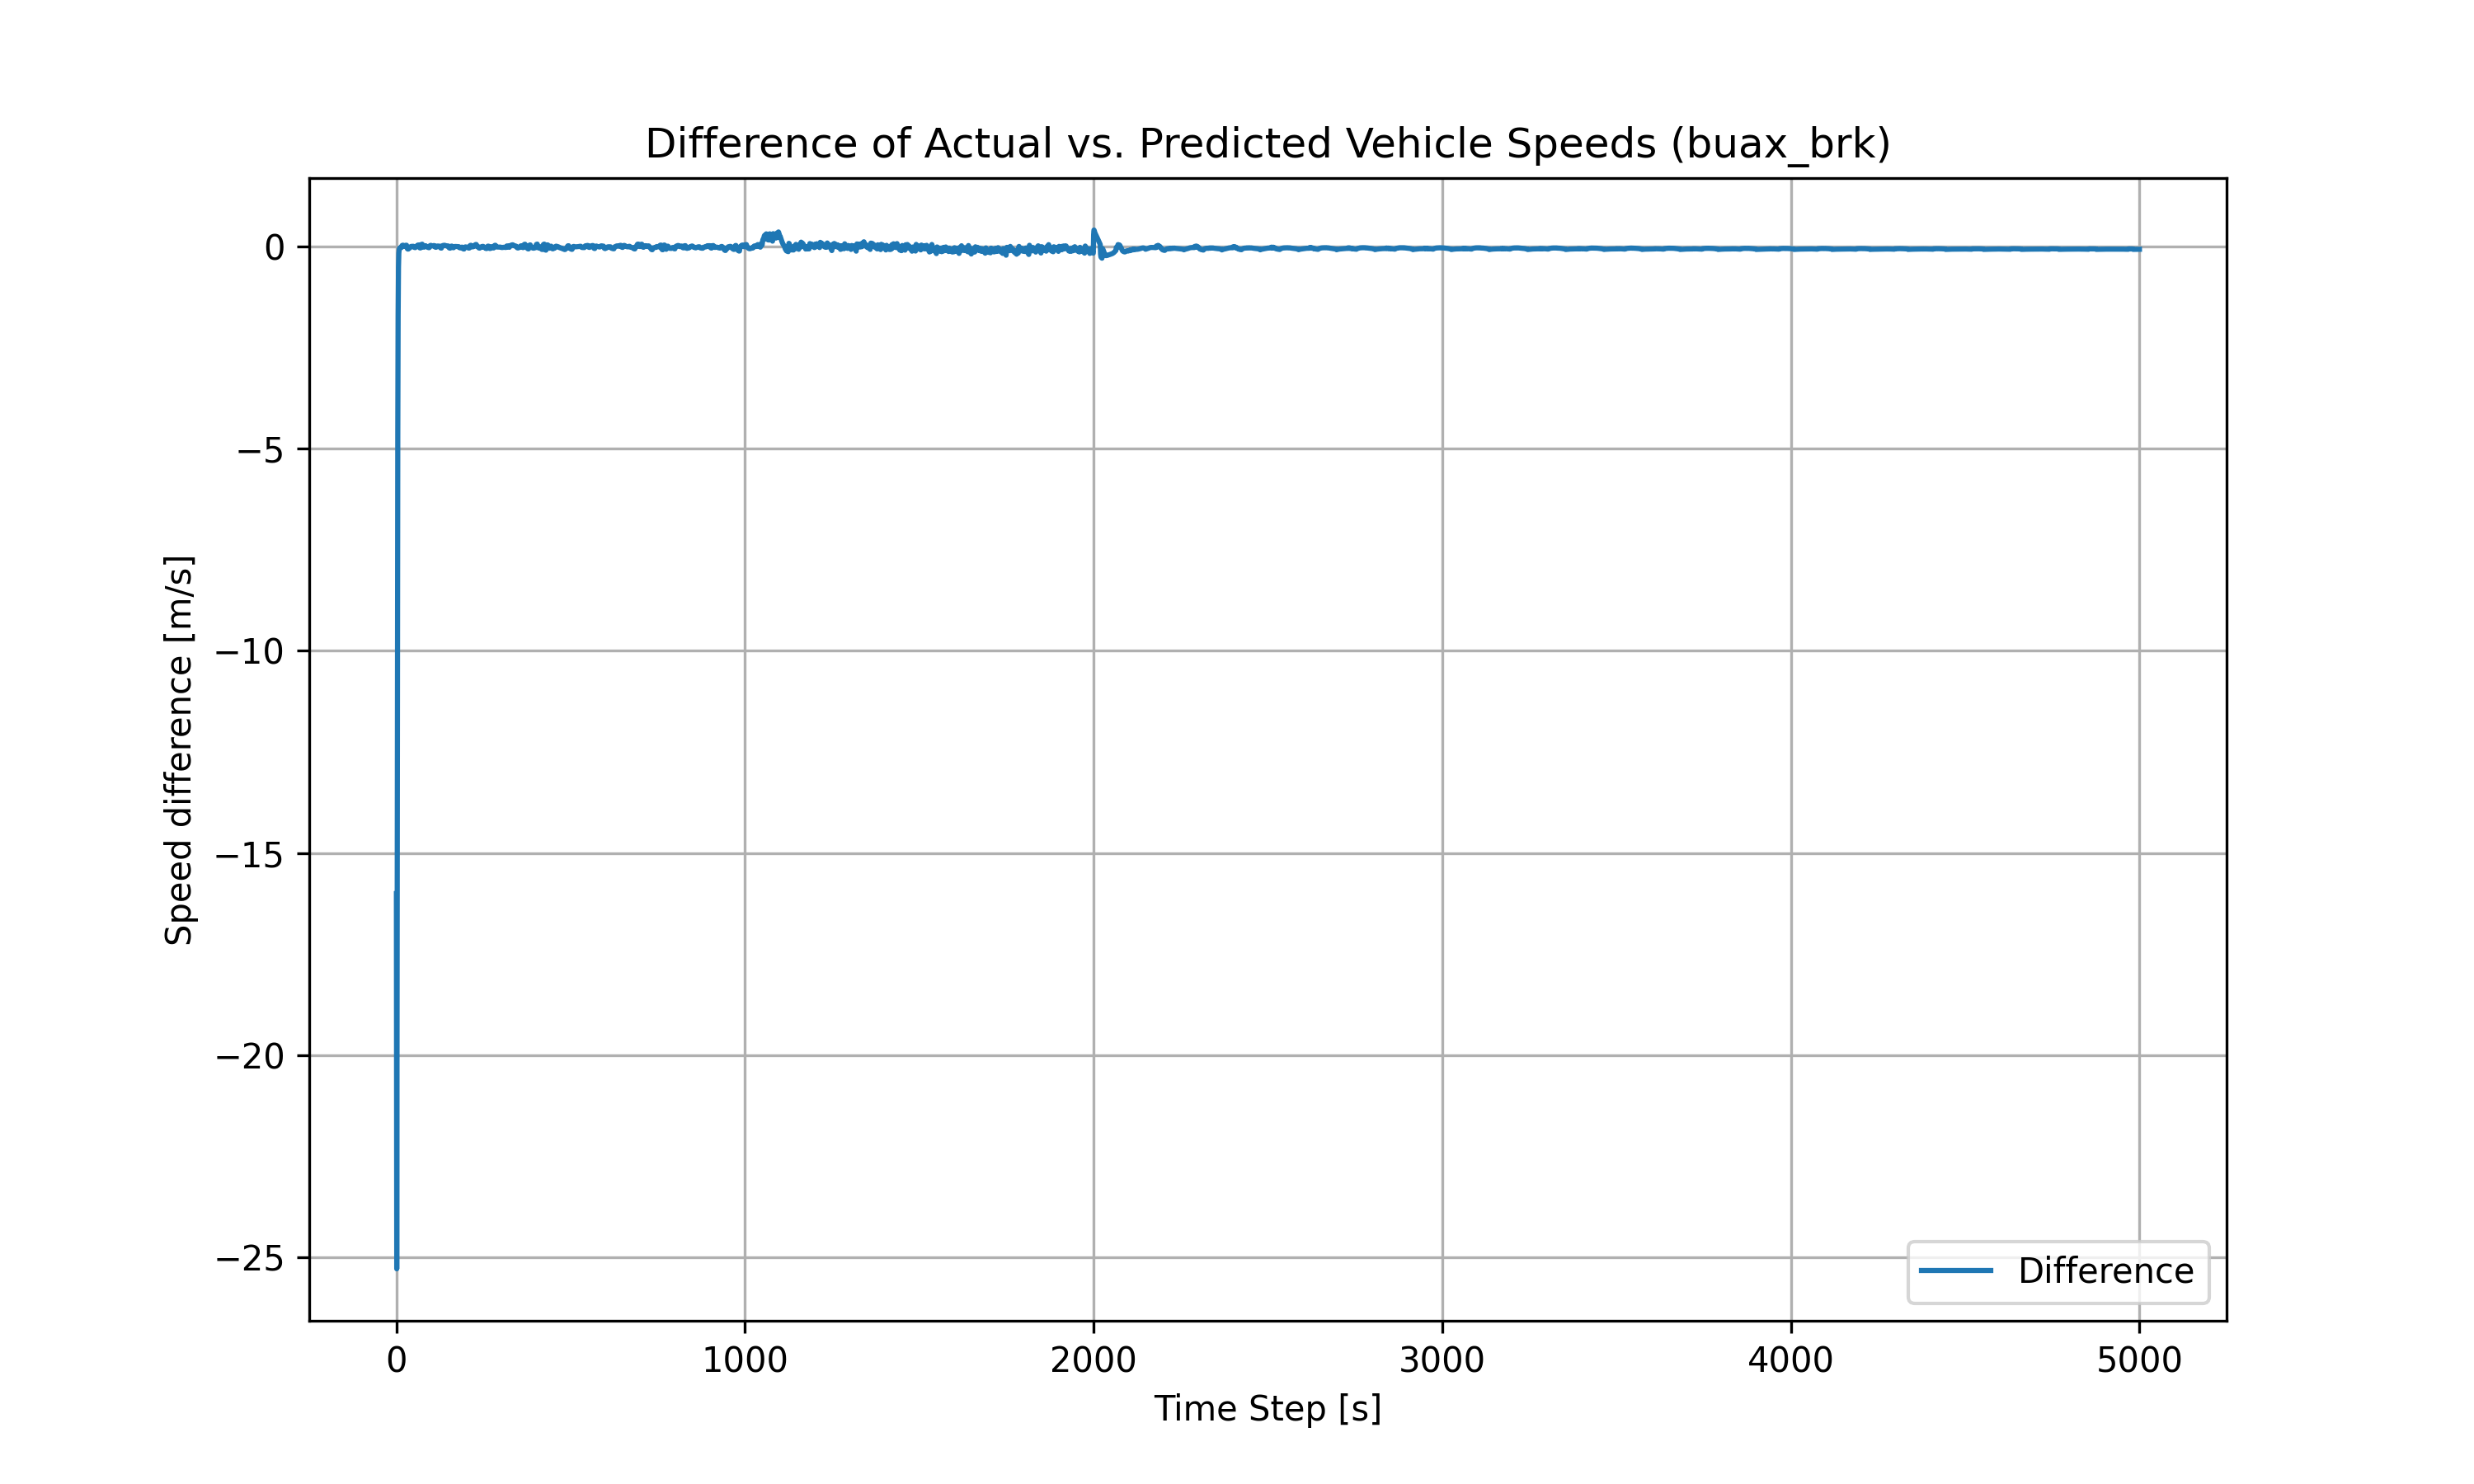 Difference of Actual vs. Predicted Vehicle Speeds (buax_brk)
Speed difference [m/s]
0
−5
−10
−15
−20
−25
Difference
0 1000 2000 3000 4000 5000
Time Step [s]